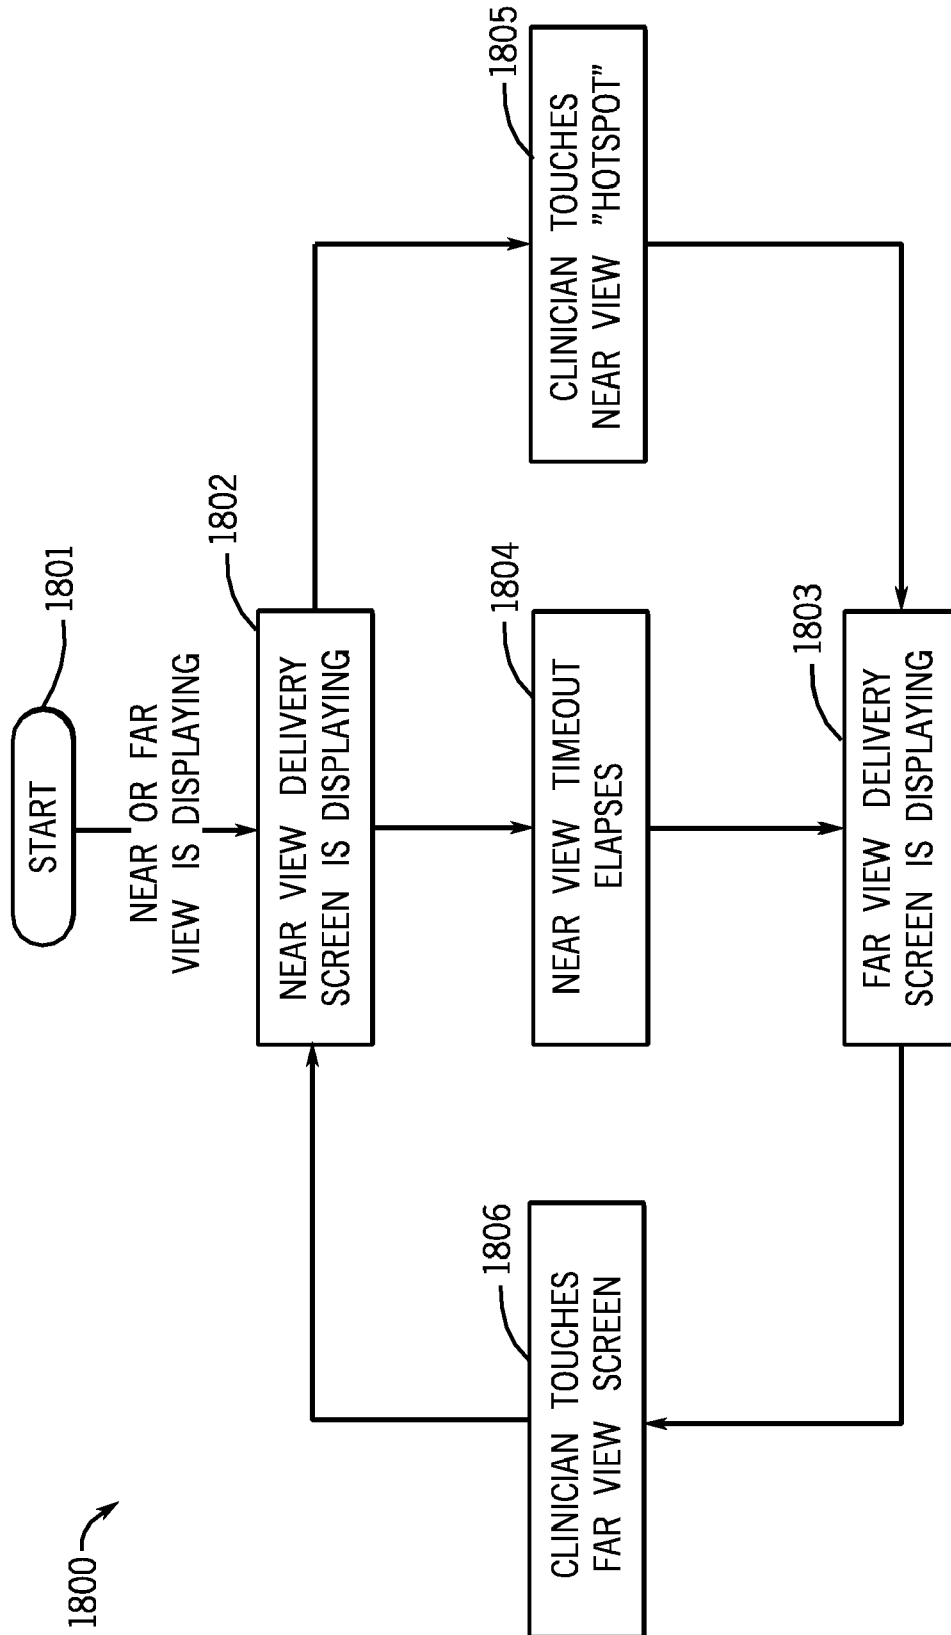 1800
START
1801
NEAR OR FAR
VIEW IS DISPLAYING
NEAR VIEW DELIVERY
SCREEN IS DISPLAYING
1802
CLINICIAN TOUCHES
FAR VIEW SCREEN
1806
NEAR VIEW TIMEOUT
ELAPSES
1804
CLINICIAN TOUCHES
NEAR VIEW "HOTSPOT"
1805
FAR VIEW DELIVERY
SCREEN IS DISPLAYING
1803